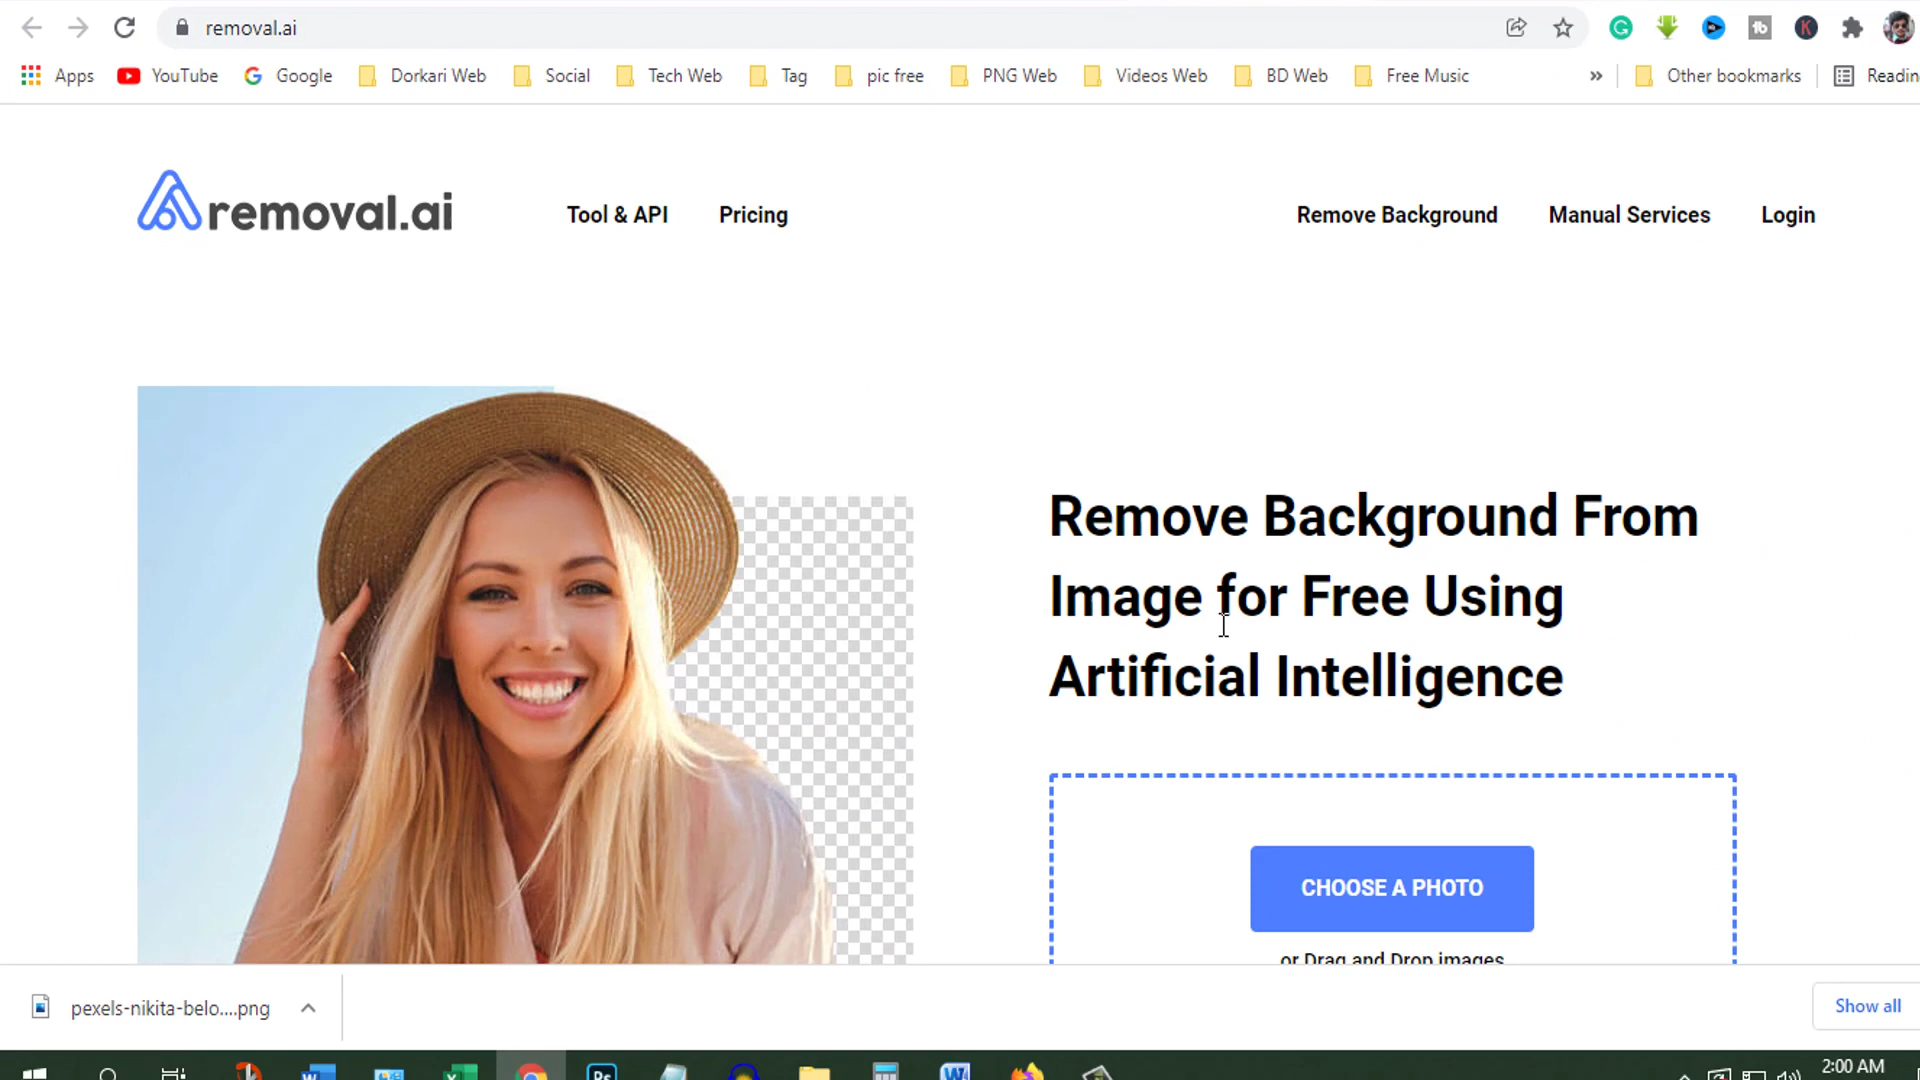 removal.ai
Apps YouTube Google Dorkari Web Social Tech Web Tag pic free PNG Web Videos Web BD Web Free Music » Other bookmarks Readin
removal.ai Tool & API Pricing Remove Background Manual Services Login
Remove Background From
Image for Free Using
Artificial Intelligence
CHOOSE A PHOTO
or Drag and Drop images
pexels-nikita-belo....png Show all
2:00 AM